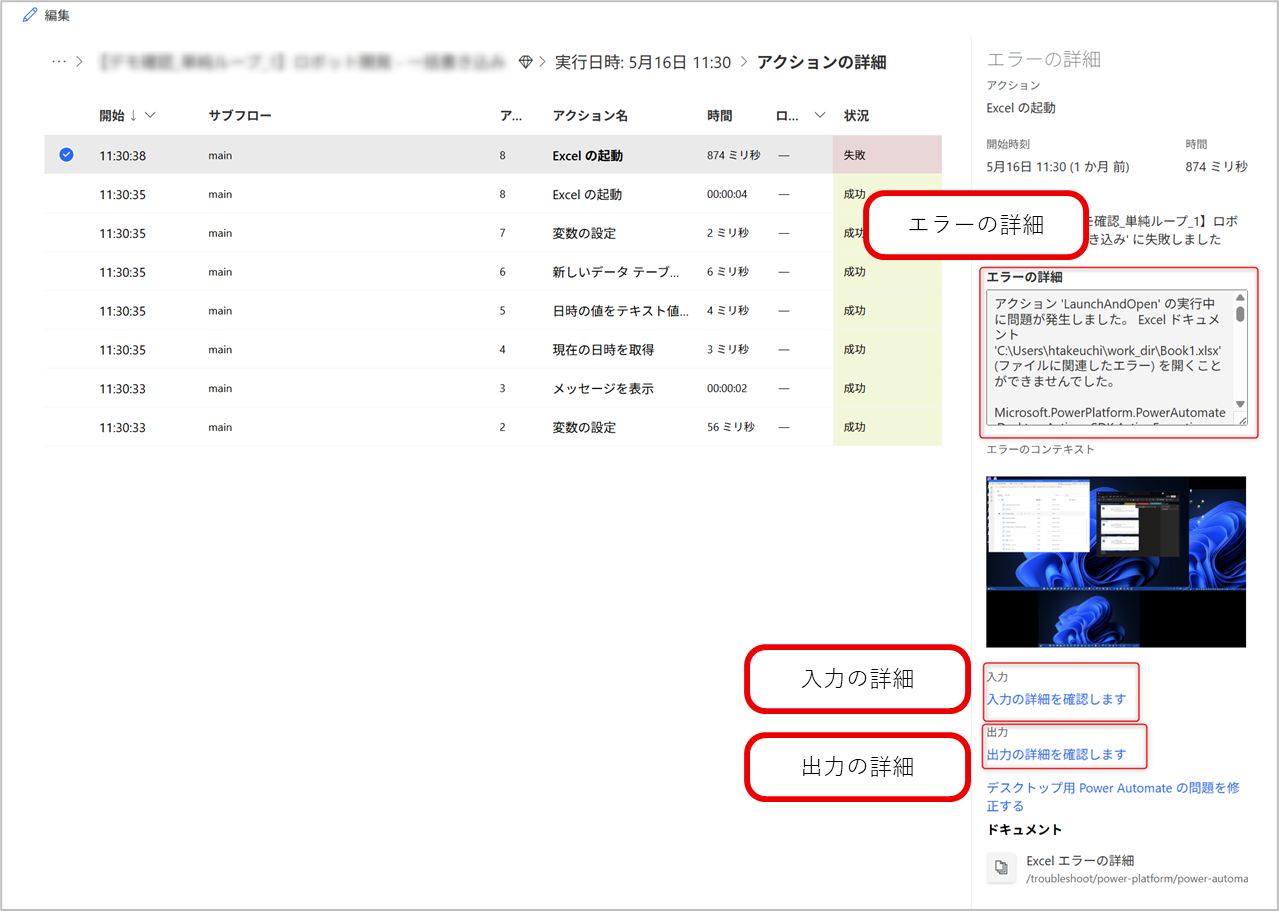 編集
… > > 実行日時: 5月16日 11:30 > アクションの詳細
開始 ↓ サブフロー ア... アクション名 時間 ロ... 状況
11:30:38 main 8 Excel の起動 874 ミリ秒 — 失敗
11:30:35 main 8 Excel の起動 00:00:04 — 成功
11:30:35 main 7 変数の設定 2 ミリ秒 — 成功
11:30:35 main 6 新しいデータ テーブ... 6 ミリ秒 — 成功
11:30:35 main 5 日時の値をテキスト値... 4 ミリ秒 — 成功
11:30:35 main 4 現在の日時を取得 3 ミリ秒 — 成功
11:30:33 main 3 メッセージを表示 00:00:02 — 成功
11:30:33 main 2 変数の設定 56 ミリ秒 — 成功
エラーの詳細
アクション
Excel の起動
開始時刻 時間
5月16日 11:30 (1 か月 前) 874 ミリ秒
エラーの詳細
確認_単純ループ_1】ロボ
き込み' に失敗しました
エラーの詳細
アクション 'LaunchAndOpen' の実行中
に問題が発生しました。 Excel ドキュメ
ント
'C:\Users\htakeuchi\work_dir\Book1.xlsx'
(ファイルに関連したエラー) を開くこと
ができませんでした。
Microsoft.PowerPlatform.PowerAutomate
エラーのコンテキスト
入力の詳細
入力
入力の詳細を確認します
出力の詳細
出力
出力の詳細を確認します
デスクトップ用 Power Automate の問題を修
正する
ドキュメント
Excel エラーの詳細
/troubleshoot/power-platform/power-automa